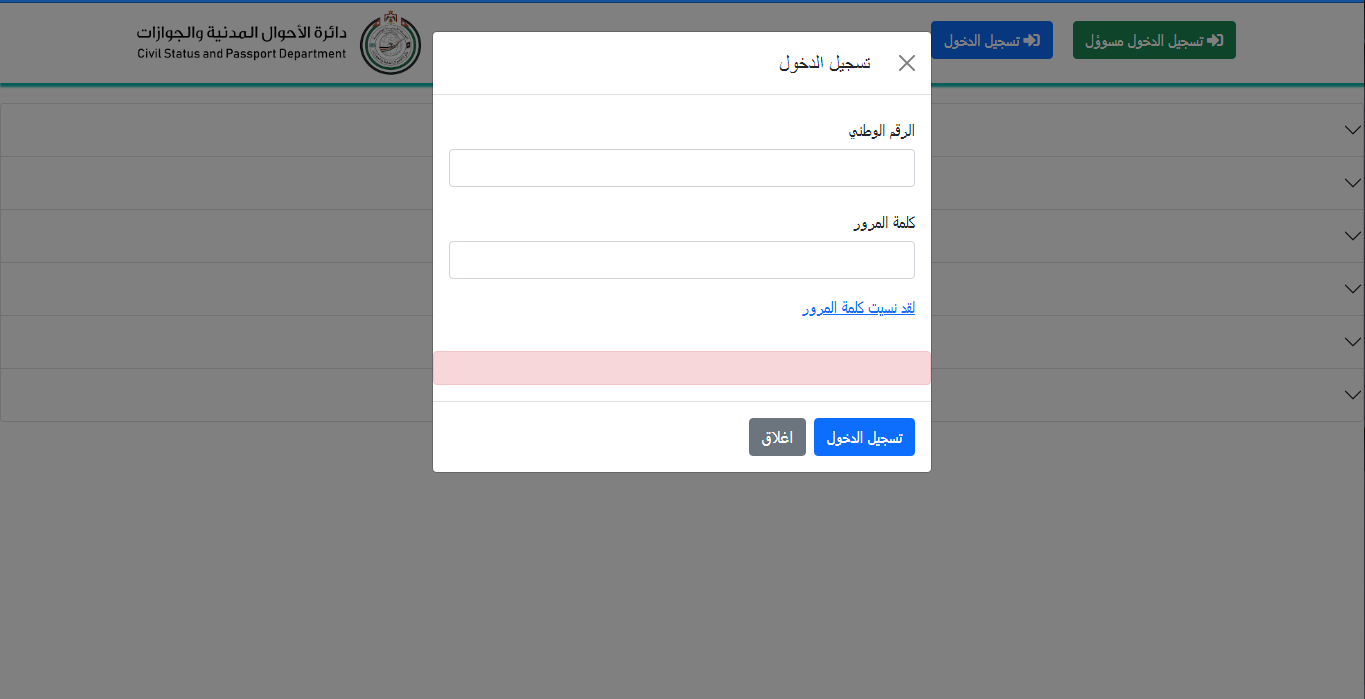 دائرة الأحوال المدنية والجوازات
Civil Status and Passport Department
تسجيل الدخول مسوؤل
تسجيل الدخول
تسجيل الدخول
الرقم الوطني
كلمة المرور
لقد نسيت كلمة المرور
تسجيل الدخول
اغلاق